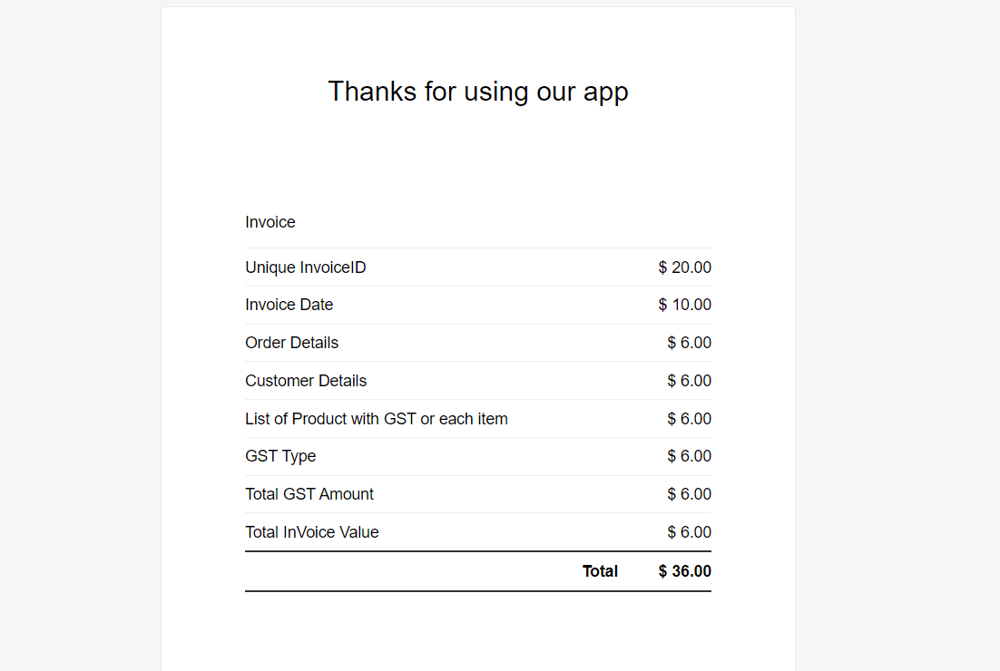 Thanks for using our app
Invoice
Unique InvoiceID $ 20.00
Invoice Date $ 10.00
Order Details $ 6.00
Customer Details $ 6.00
List of Product with GST or each item $ 6.00
GST Type $ 6.00
Total GST Amount $ 6.00
Total InVoice Value $ 6.00
Total $ 36.00